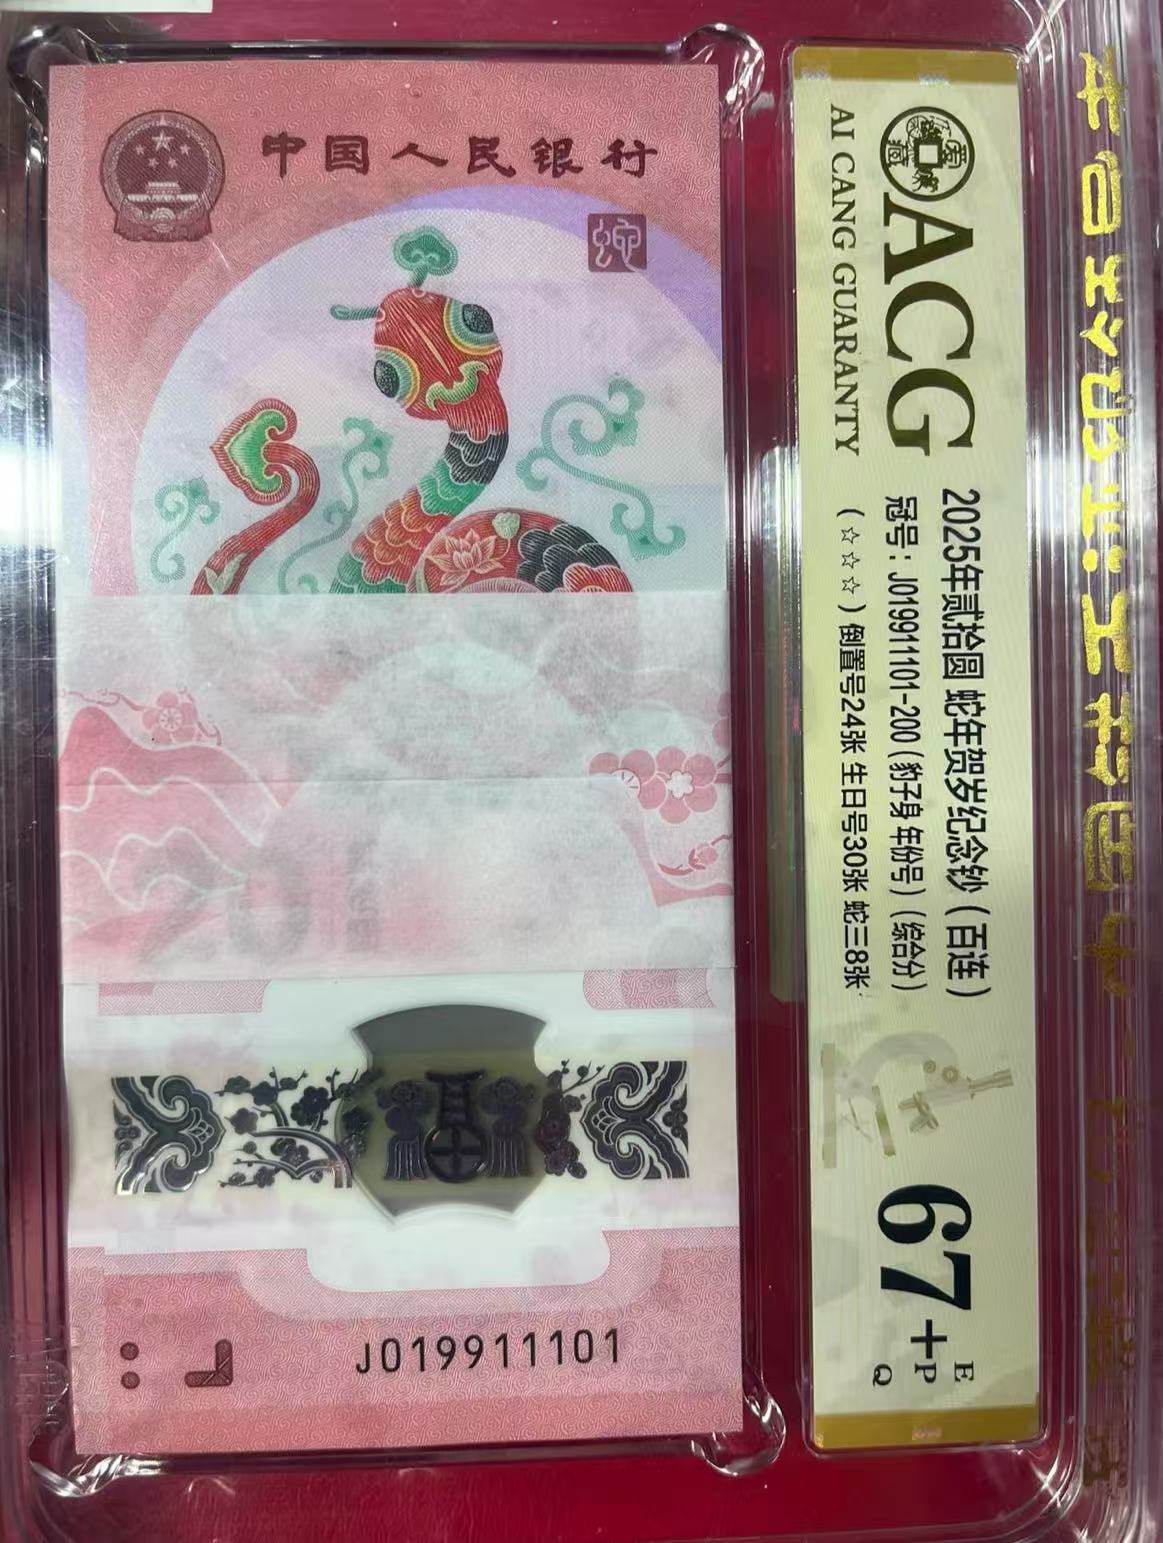 中国人民银行
蛇
J019911101
ACG
AI CANG GUARANTY
2025年贰拾圆 蛇年贺岁纪念钞（百连）
冠号：J019911101-200（豹子身 年份号）（综合分）
（☆☆☆）倒置号24张 生日号30张 蛇三8张
67+
E
P
Q